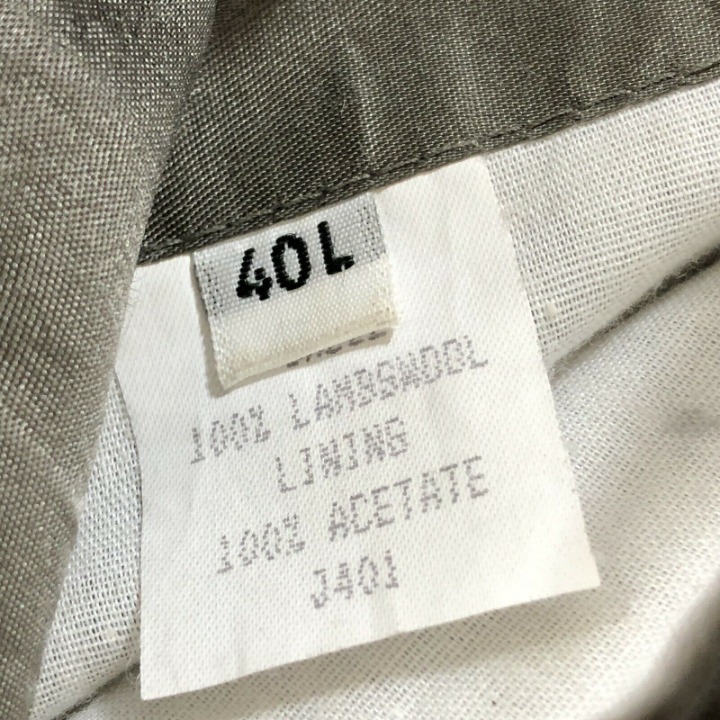 40L
100% LAMBSWOOL
LINING
100% ACETATE
J401